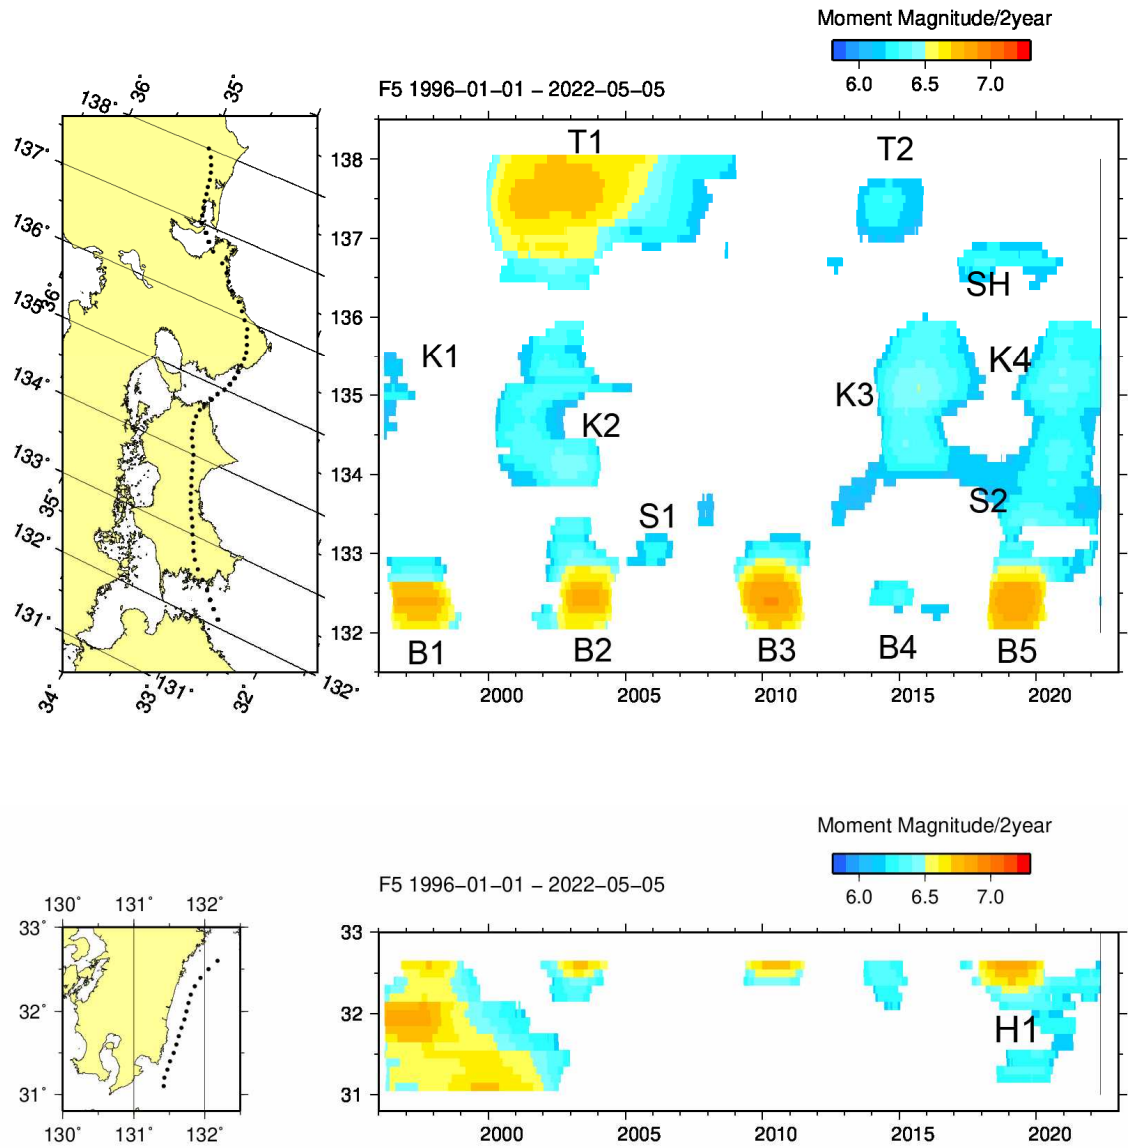 Moment Magnitude/2year
6.0 6.5 7.0
F5 1996−01−01 − 2022−05−05
138˚ 36˚ 35˚
137˚
136˚
135˚
36˚
134˚
133˚
35˚
132˚
131˚
34˚ 33˚ 131˚ 32˚ 132˚
138
137
136
135
134
133
132
T1 T2
SH
K1 K4
K3
K2
S1 S2
B1 B2 B3 B4 B5
2000 2005 2010 2015 2020
Moment Magnitude/2year
6.0 6.5 7.0
F5 1996−01−01 − 2022−05−05
130˚ 131˚ 132˚
33˚
32˚
31˚
130˚ 131˚ 132˚
33
32
31
H1
2000 2005 2010 2015 2020